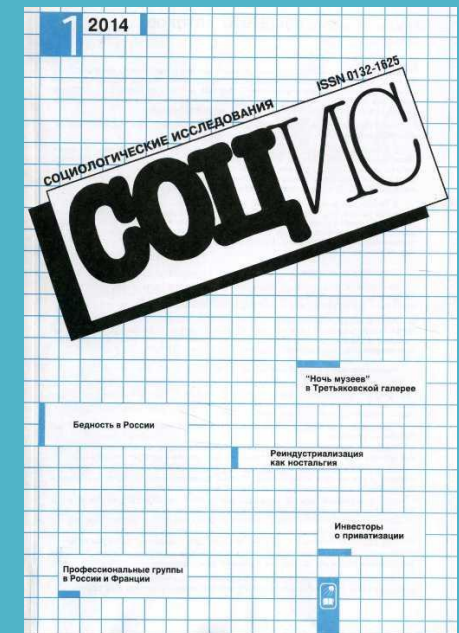 1
2014
ISSN 0132-1625
СОЦИОЛОГИЧЕСКИЕ ИССЛЕДОВАНИЯ
СОЦИС
"Ночь музеев"
в Третьяковской галерее
Бедность в России
Реиндустриализация
как ностальгия
Инвесторы
о приватизации
Профессиональные группы
в России и Франции